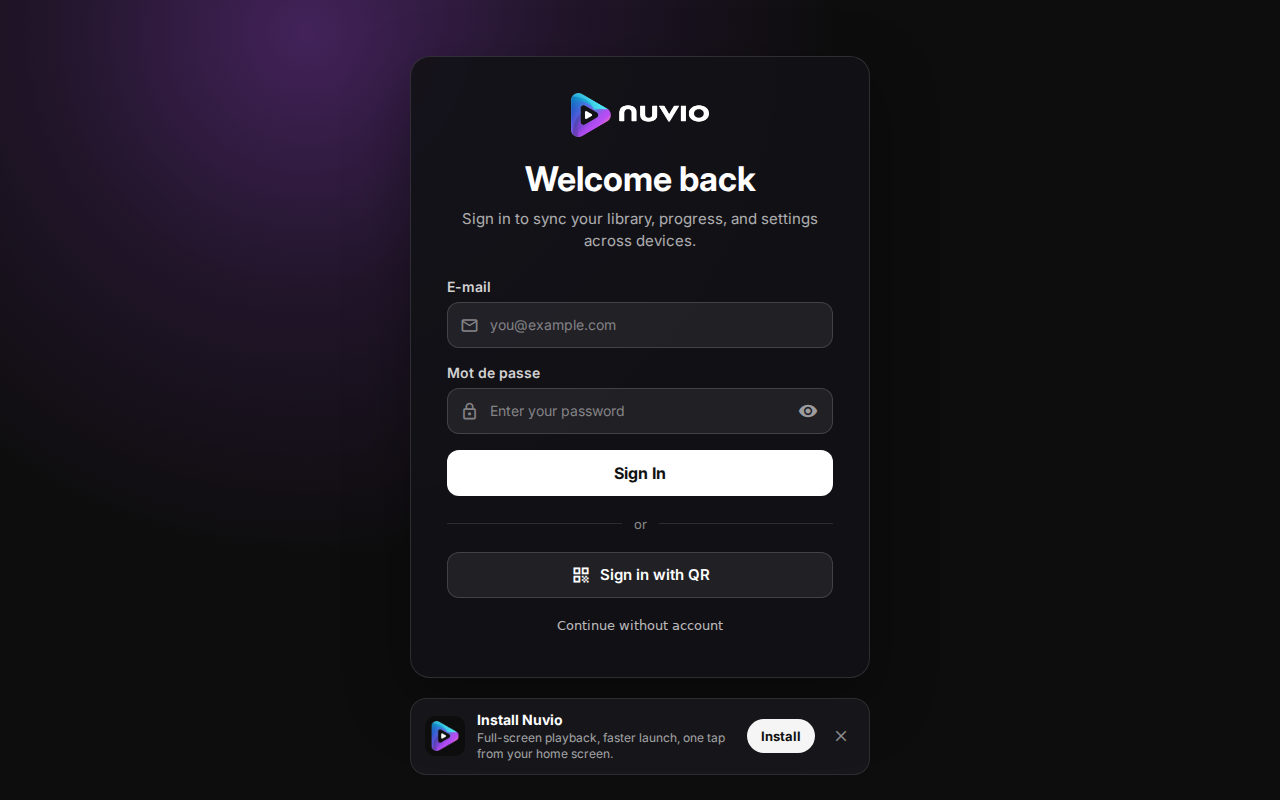 nuvio
Welcome back
Sign in to sync your library, progress, and settings
across devices.
E-mail
you@example.com
Mot de passe
Enter your password
Sign In
or
Sign in with QR
Continue without account
Install Nuvio
Full-screen playback, faster launch, one tap
from your home screen.
Install